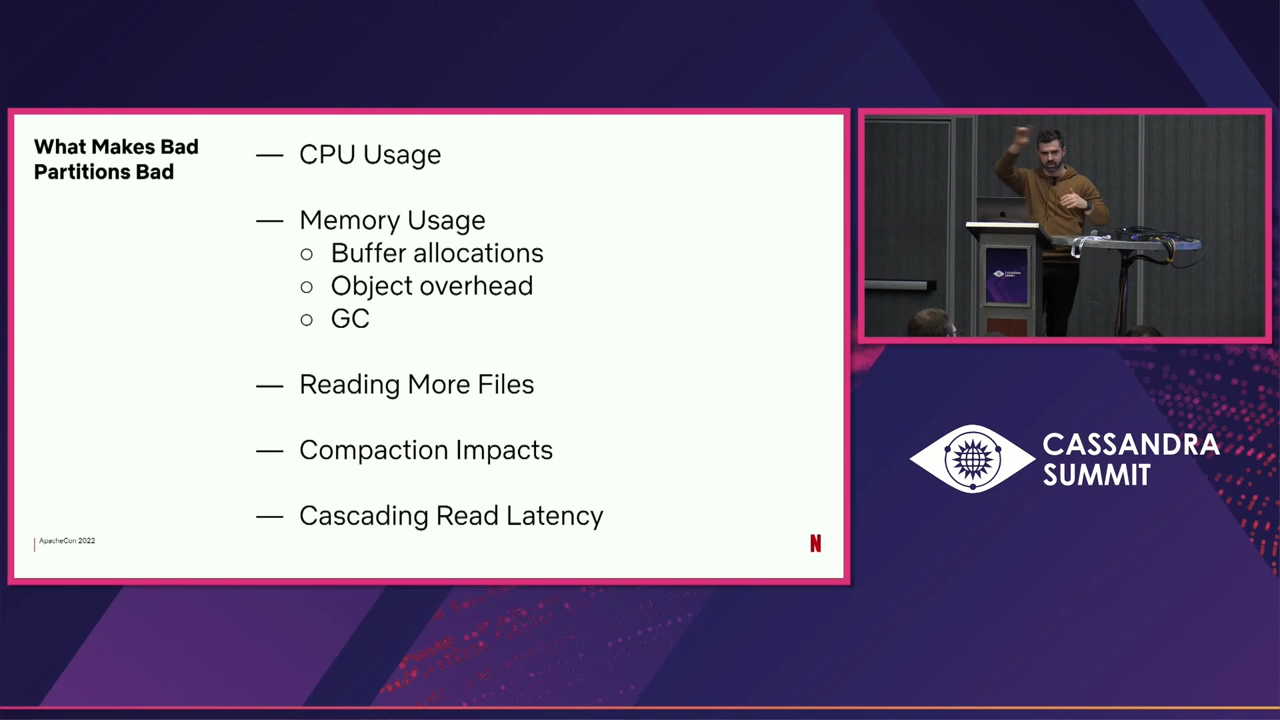 What Makes Bad
Partitions Bad
— CPU Usage
— Memory Usage
○ Buffer allocations
○ Object overhead
○ GC
— Reading More Files
— Compaction Impacts
— Cascading Read Latency
ApacheCon 2022
N
CASSANDRA
SUMMIT